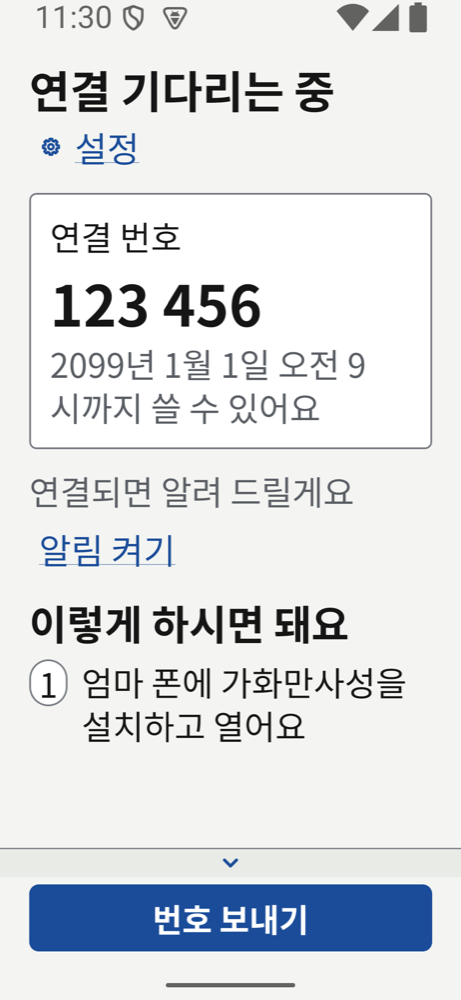 11:30
연결 기다리는 중
설정
연결 번호
123 456
2099년 1월 1일 오전 9
시까지 쓸 수 있어요
연결되면 알려 드릴게요
알림 켜기
이렇게 하시면 돼요
1 엄마 폰에 가화만사성을
설치하고 열어요
번호 보내기